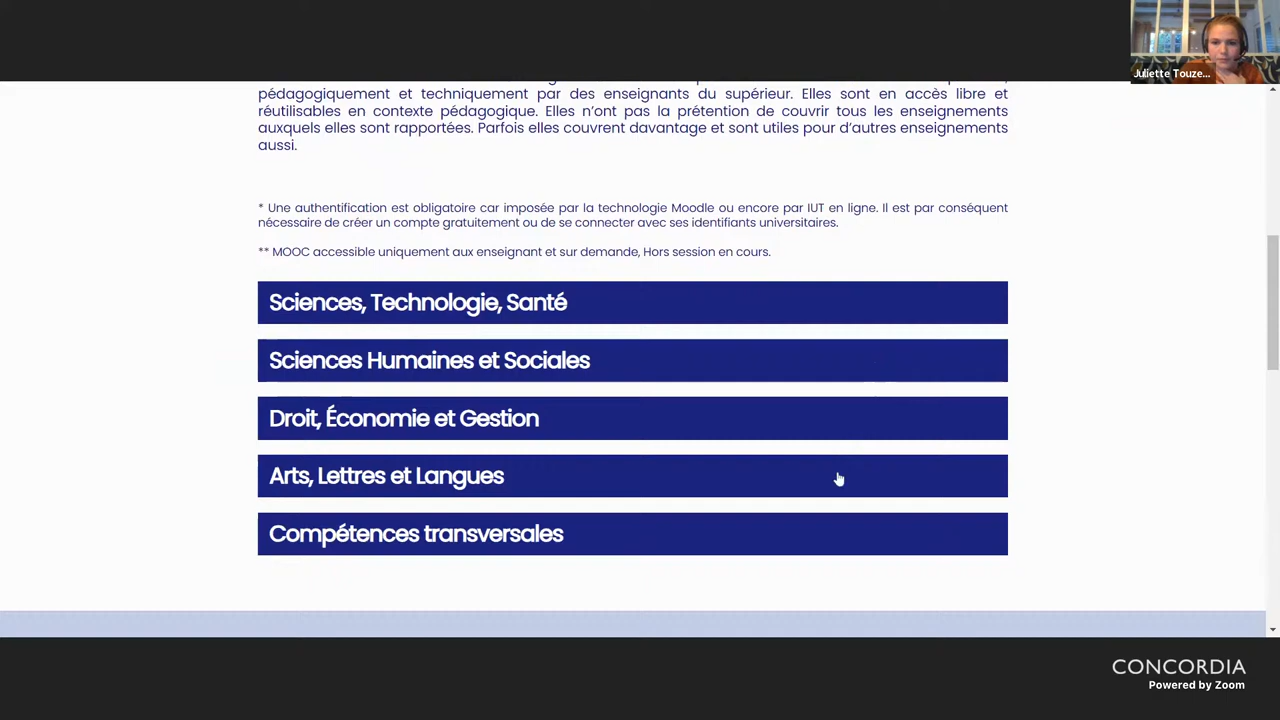 Juliette Touze...
pédagogiquement et techniquement par des enseignants du supérieur. Elles sont en accès libre et
réutilisables en contexte pédagogique. Elles n’ont pas la prétention de couvrir tous les enseignements
auxquels elles sont rapportées. Parfois elles couvrent davantage et sont utiles pour d’autres enseignements
aussi.
* Une authentification est obligatoire car imposée par la technologie Moodle ou encore par IUT en ligne. Il est par conséquent
nécessaire de créer un compte gratuitement ou de se connecter avec ses identifiants universitaires.
** MOOC accessible uniquement aux enseignant et sur demande, Hors session en cours.
Sciences, Technologie, Santé
Sciences Humaines et Sociales
Droit, Économie et Gestion
Arts, Lettres et Langues
Compétences transversales
CONCORDIA
Powered by Zoom